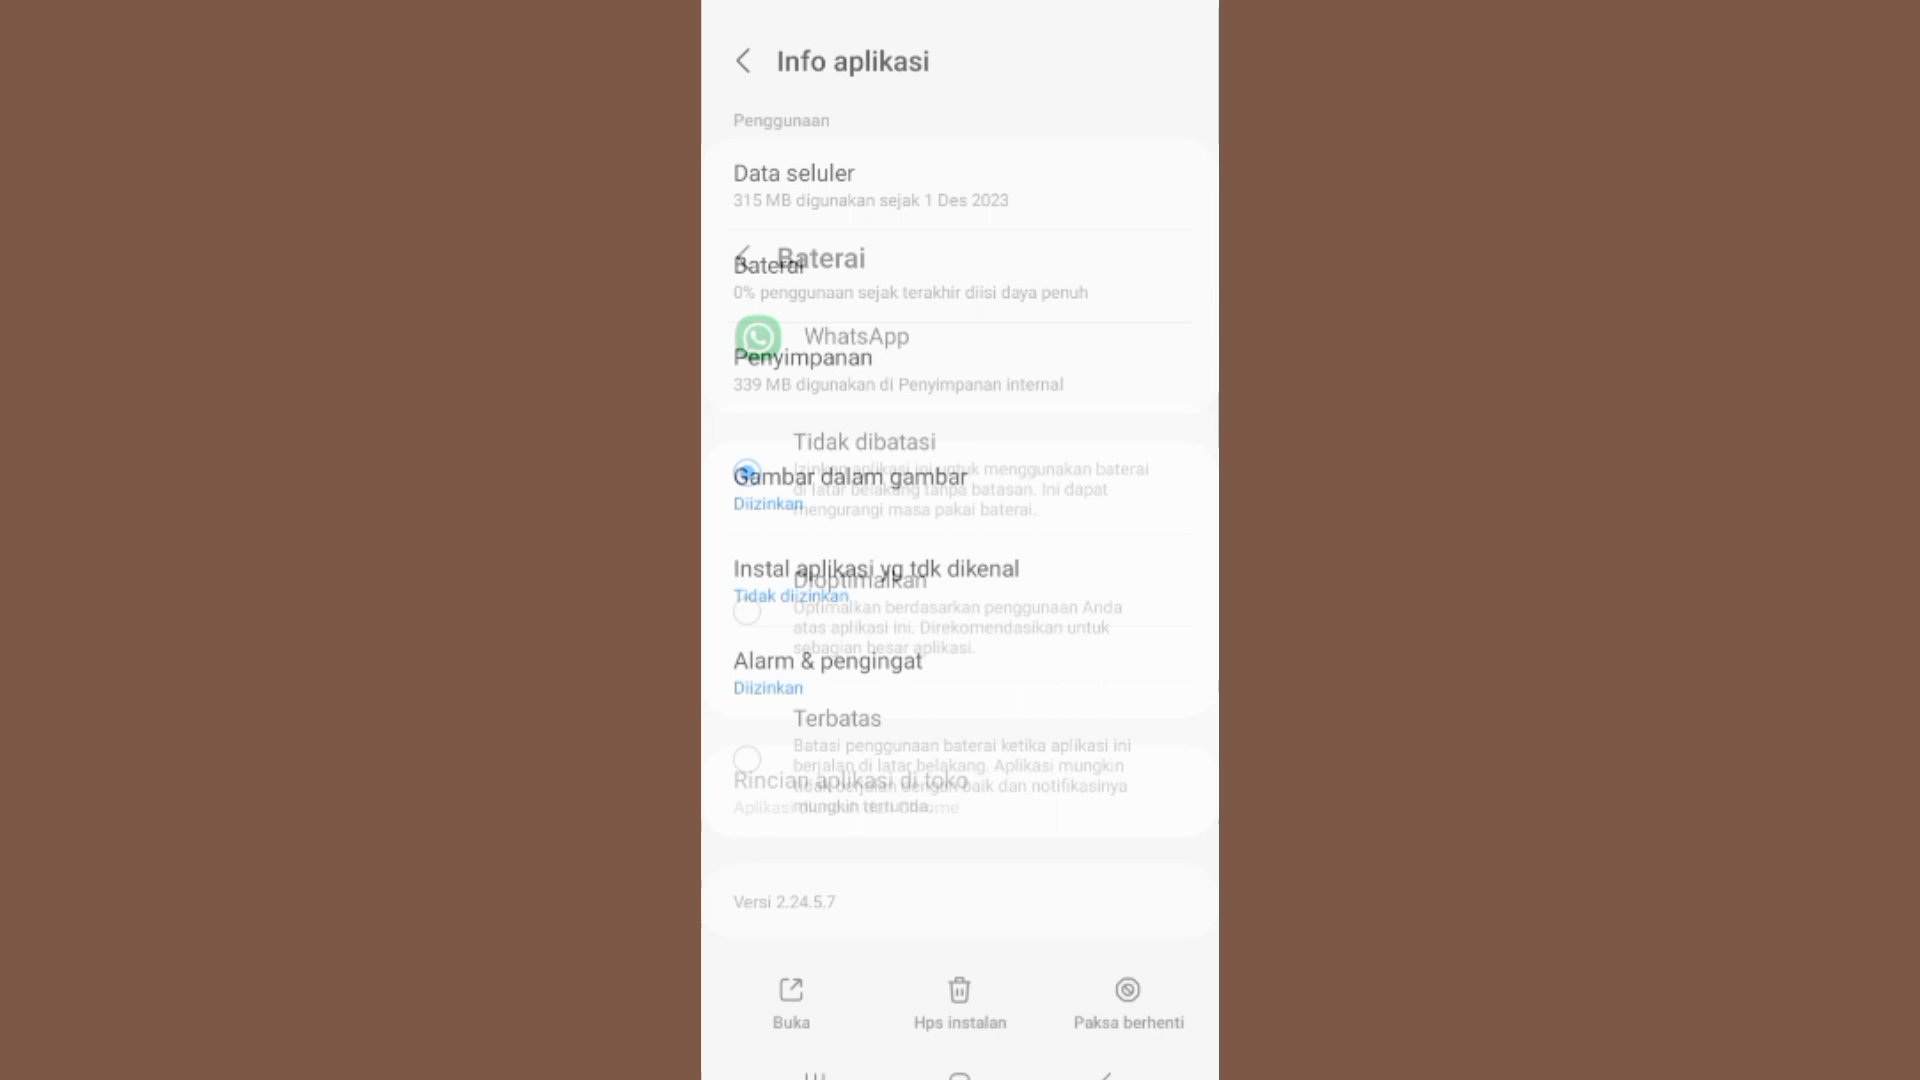 Info aplikasi
Penggunaan
Data seluler
315 MB digunakan sejak 1 Des 2023
Baterai
Baterai
0% penggunaan sejak terakhir diisi daya penuh
WhatsApp
Penyimpanan
339 MB digunakan di Penyimpanan internal
Tidak dibatasi
Izinkan aplikasi ini untuk menggunakan baterai
Gambar dalam gambar
di latar belakang tanpa batasan. Ini dapat
Diizinkan
mengurangi masa pakai baterai.
Instal aplikasi yg tdk dikenal
Dioptimalkan
Tidak diizinkan
Optimalkan berdasarkan penggunaan Anda
atas aplikasi ini. Direkomendasikan untuk
sebagian besar aplikasi.
Alarm & pengingat
Diizinkan
Terbatas
Batasi penggunaan baterai ketika aplikasi ini
berjalan di latar belakang. Aplikasi mungkin
Rincian aplikasi di toko
tidak berjalan dengan baik dan notifikasinya
mungkin tertunda.
Aplikasi diunduh dari Chrome
Versi 2.24.5.7
Buka
Hps instalan
Paksa berhenti